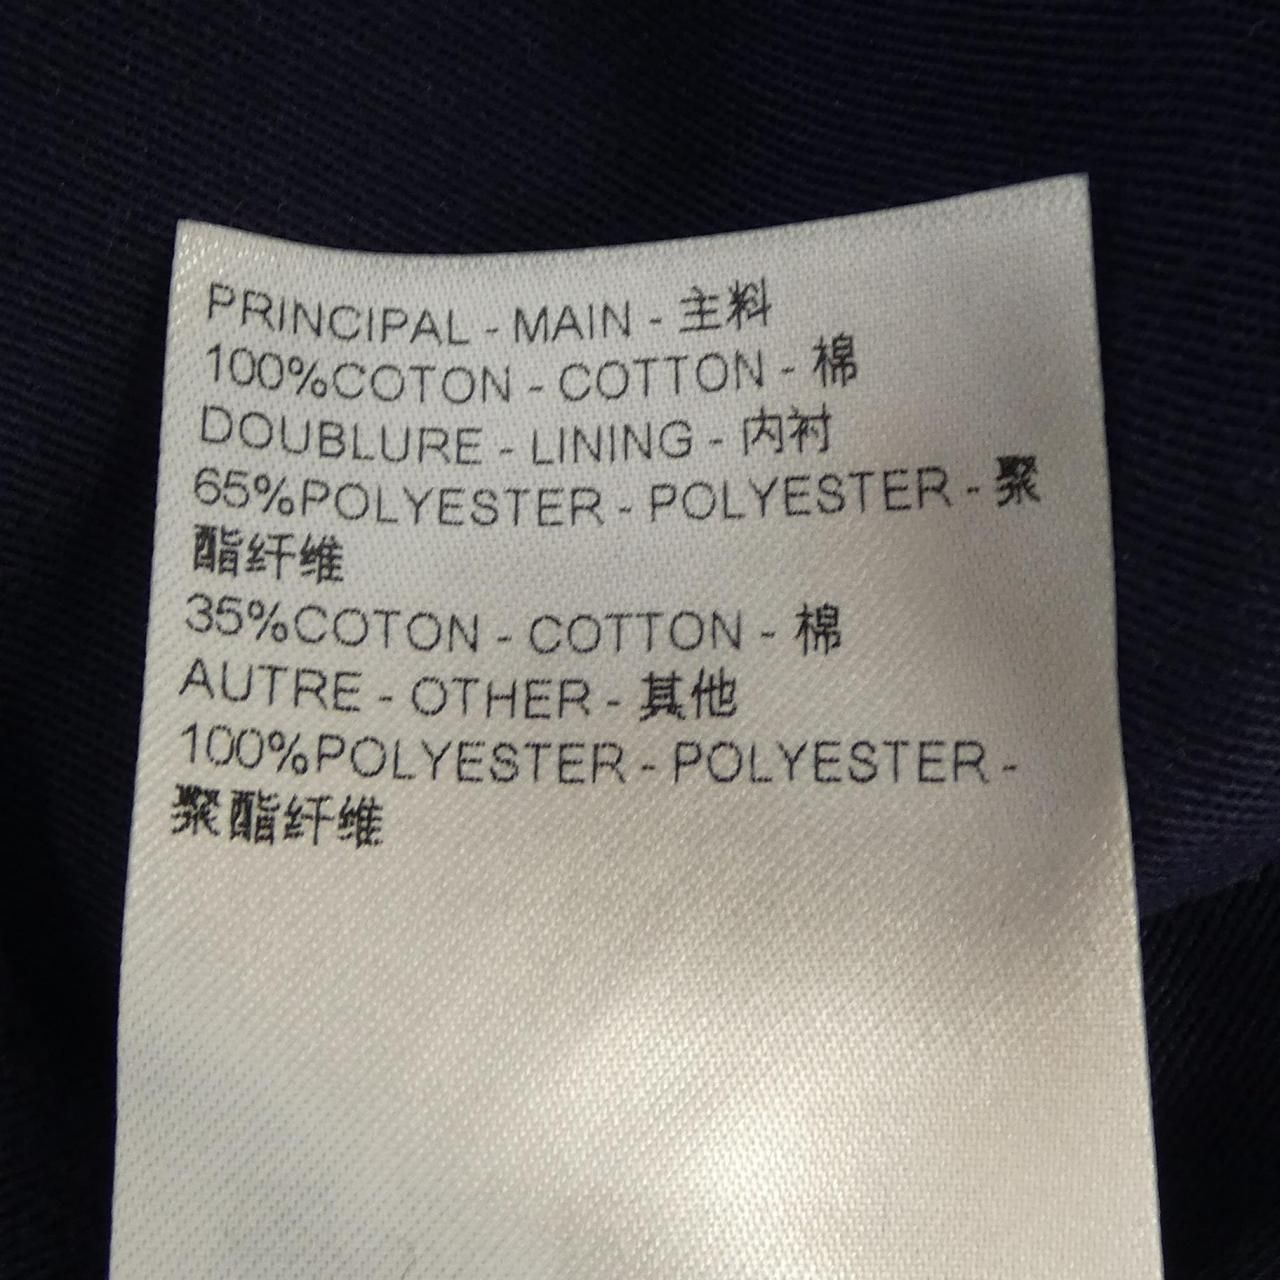 PRINCIPAL - MAIN - 主料
100%COTON - COTTON - 棉
DOUBLURE - LINING - 内衬
65%POLYESTER - POLYESTER - 聚
酯纤维
35%COTON - COTTON - 棉
AUTRE - OTHER - 其他
100%POLYESTER - POLYESTER -
聚酯纤维